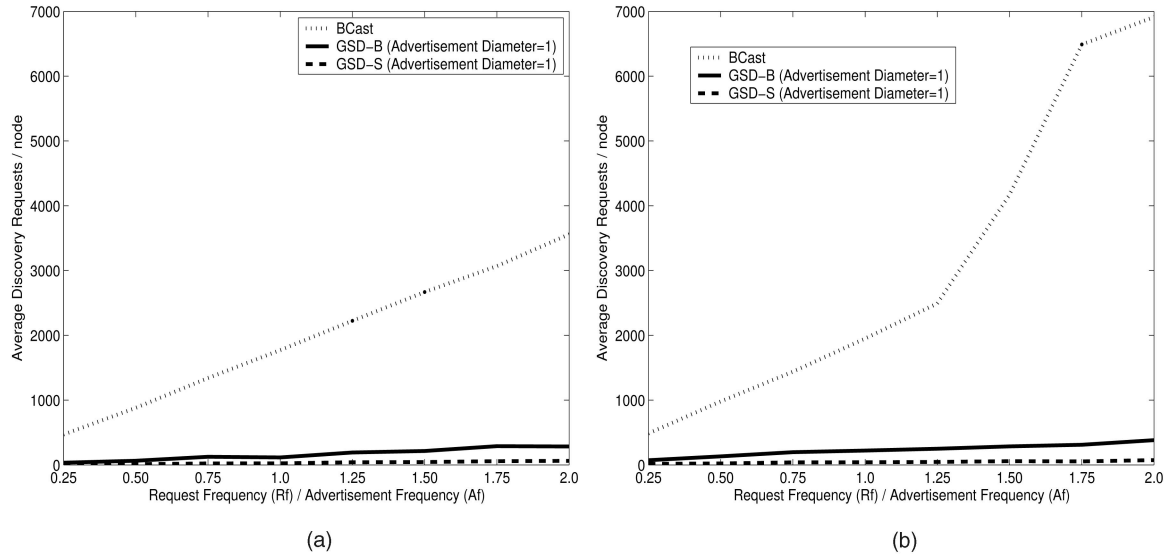 7000
6000
5000
4000
3000
2000
1000
0
Average Discovery Requests / node
BCast
GSD−B (Advertisement Diameter=1)
GSD−S (Advertisement Diameter=1)
0.25 0.50 0.75 1.0 1.25 1.50 1.75 2.0
Request Frequency (Rf) / Advertisement Frequency (Af)
(a)
7000
6000
5000
4000
3000
2000
1000
0
Average Discovery Requests / node
BCast
GSD−B (Advertisement Diameter=1)
GSD−S (Advertisement Diameter=1)
0.25 0.50 0.75 1.0 1.25 1.50 1.75 2.0
Request Frequency (Rf) / Advertisement Frequency (Af)
(b)